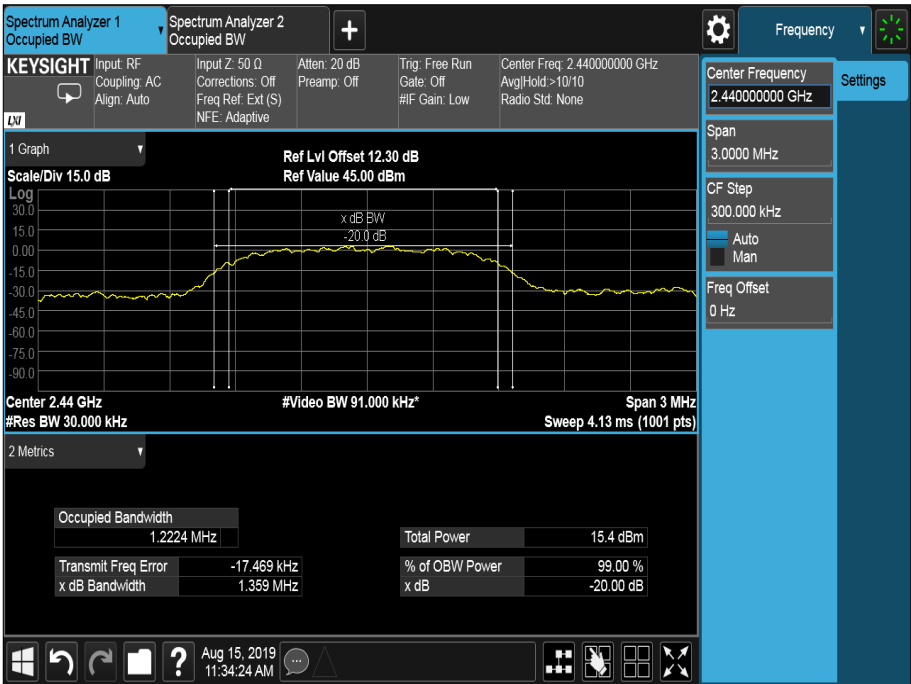 Spectrum Analyzer 1
Occupied BW
Spectrum Analyzer 2
Occupied BW
+
Frequency
KEYSIGHT
LXI
Input: RF
Coupling: AC
Align: Auto
Input Z: 50 Ω
Corrections: Off
Freq Ref: Ext (S)
NFE: Adaptive
Atten: 20 dB
Preamp: Off
Trig: Free Run
Gate: Off
#IF Gain: Low
Center Freq: 2.440000000 GHz
Avg|Hold:>10/10
Radio Std: None
Center Frequency
2.440000000 GHz
Settings
Span
3.0000 MHz
CF Step
300.000 kHz
Auto
Man
Freq Offset
0 Hz
1 Graph
Scale/Div 15.0 dB
Ref Lvl Offset 12.30 dB
Ref Value 45.00 dBm
Log
30.0
15.0
0.00
-15.0
-30.0
-45.0
-60.0
-75.0
-90.0
x dB BW
-20.0 dB
Center 2.44 GHz
#Video BW 91.000 kHz*
Span 3 MHz
#Res BW 30.000 kHz
Sweep 4.13 ms (1001 pts)
2 Metrics
Occupied Bandwidth
1.2224 MHz
Total Power 15.4 dBm
Transmit Freq Error -17.469 kHz
% of OBW Power 99.00 %
x dB Bandwidth 1.359 MHz
x dB -20.00 dB
?
Aug 15, 2019
11:34:24 AM